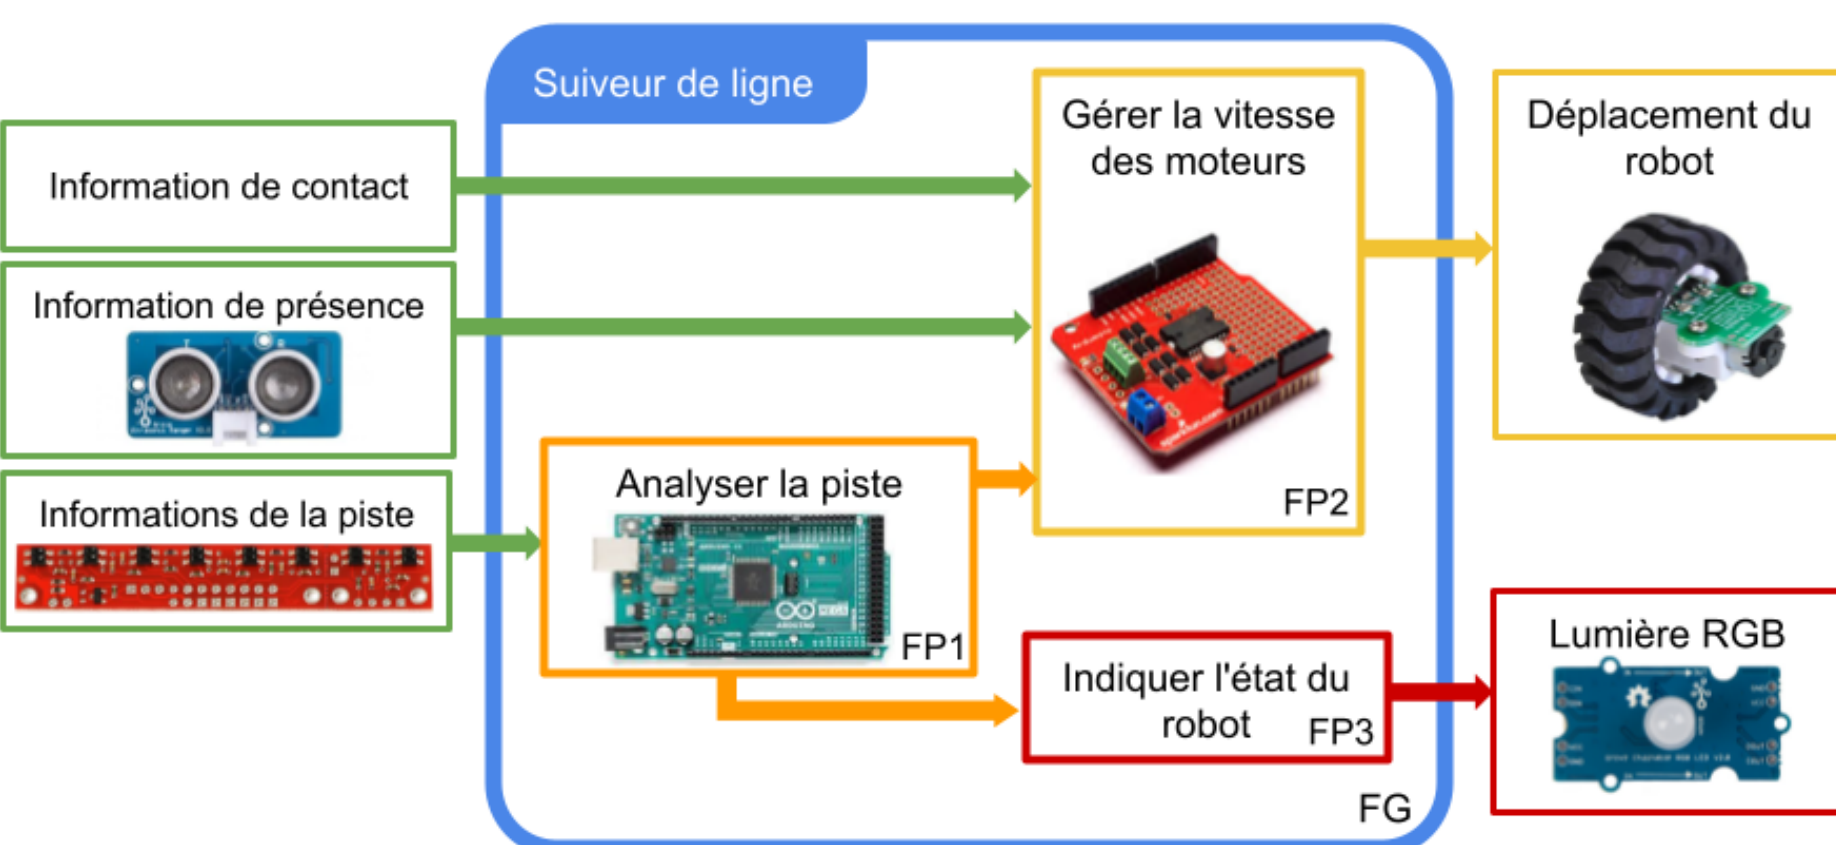 Suiveur de ligne
Information de contact
Information de présence
Informations de la piste
Analyser la piste
FP1
Gérer la vitesse
des moteurs
FP2
Indiquer l'état du
robot
FP3
FG
Déplacement du
robot
Lumière RGB